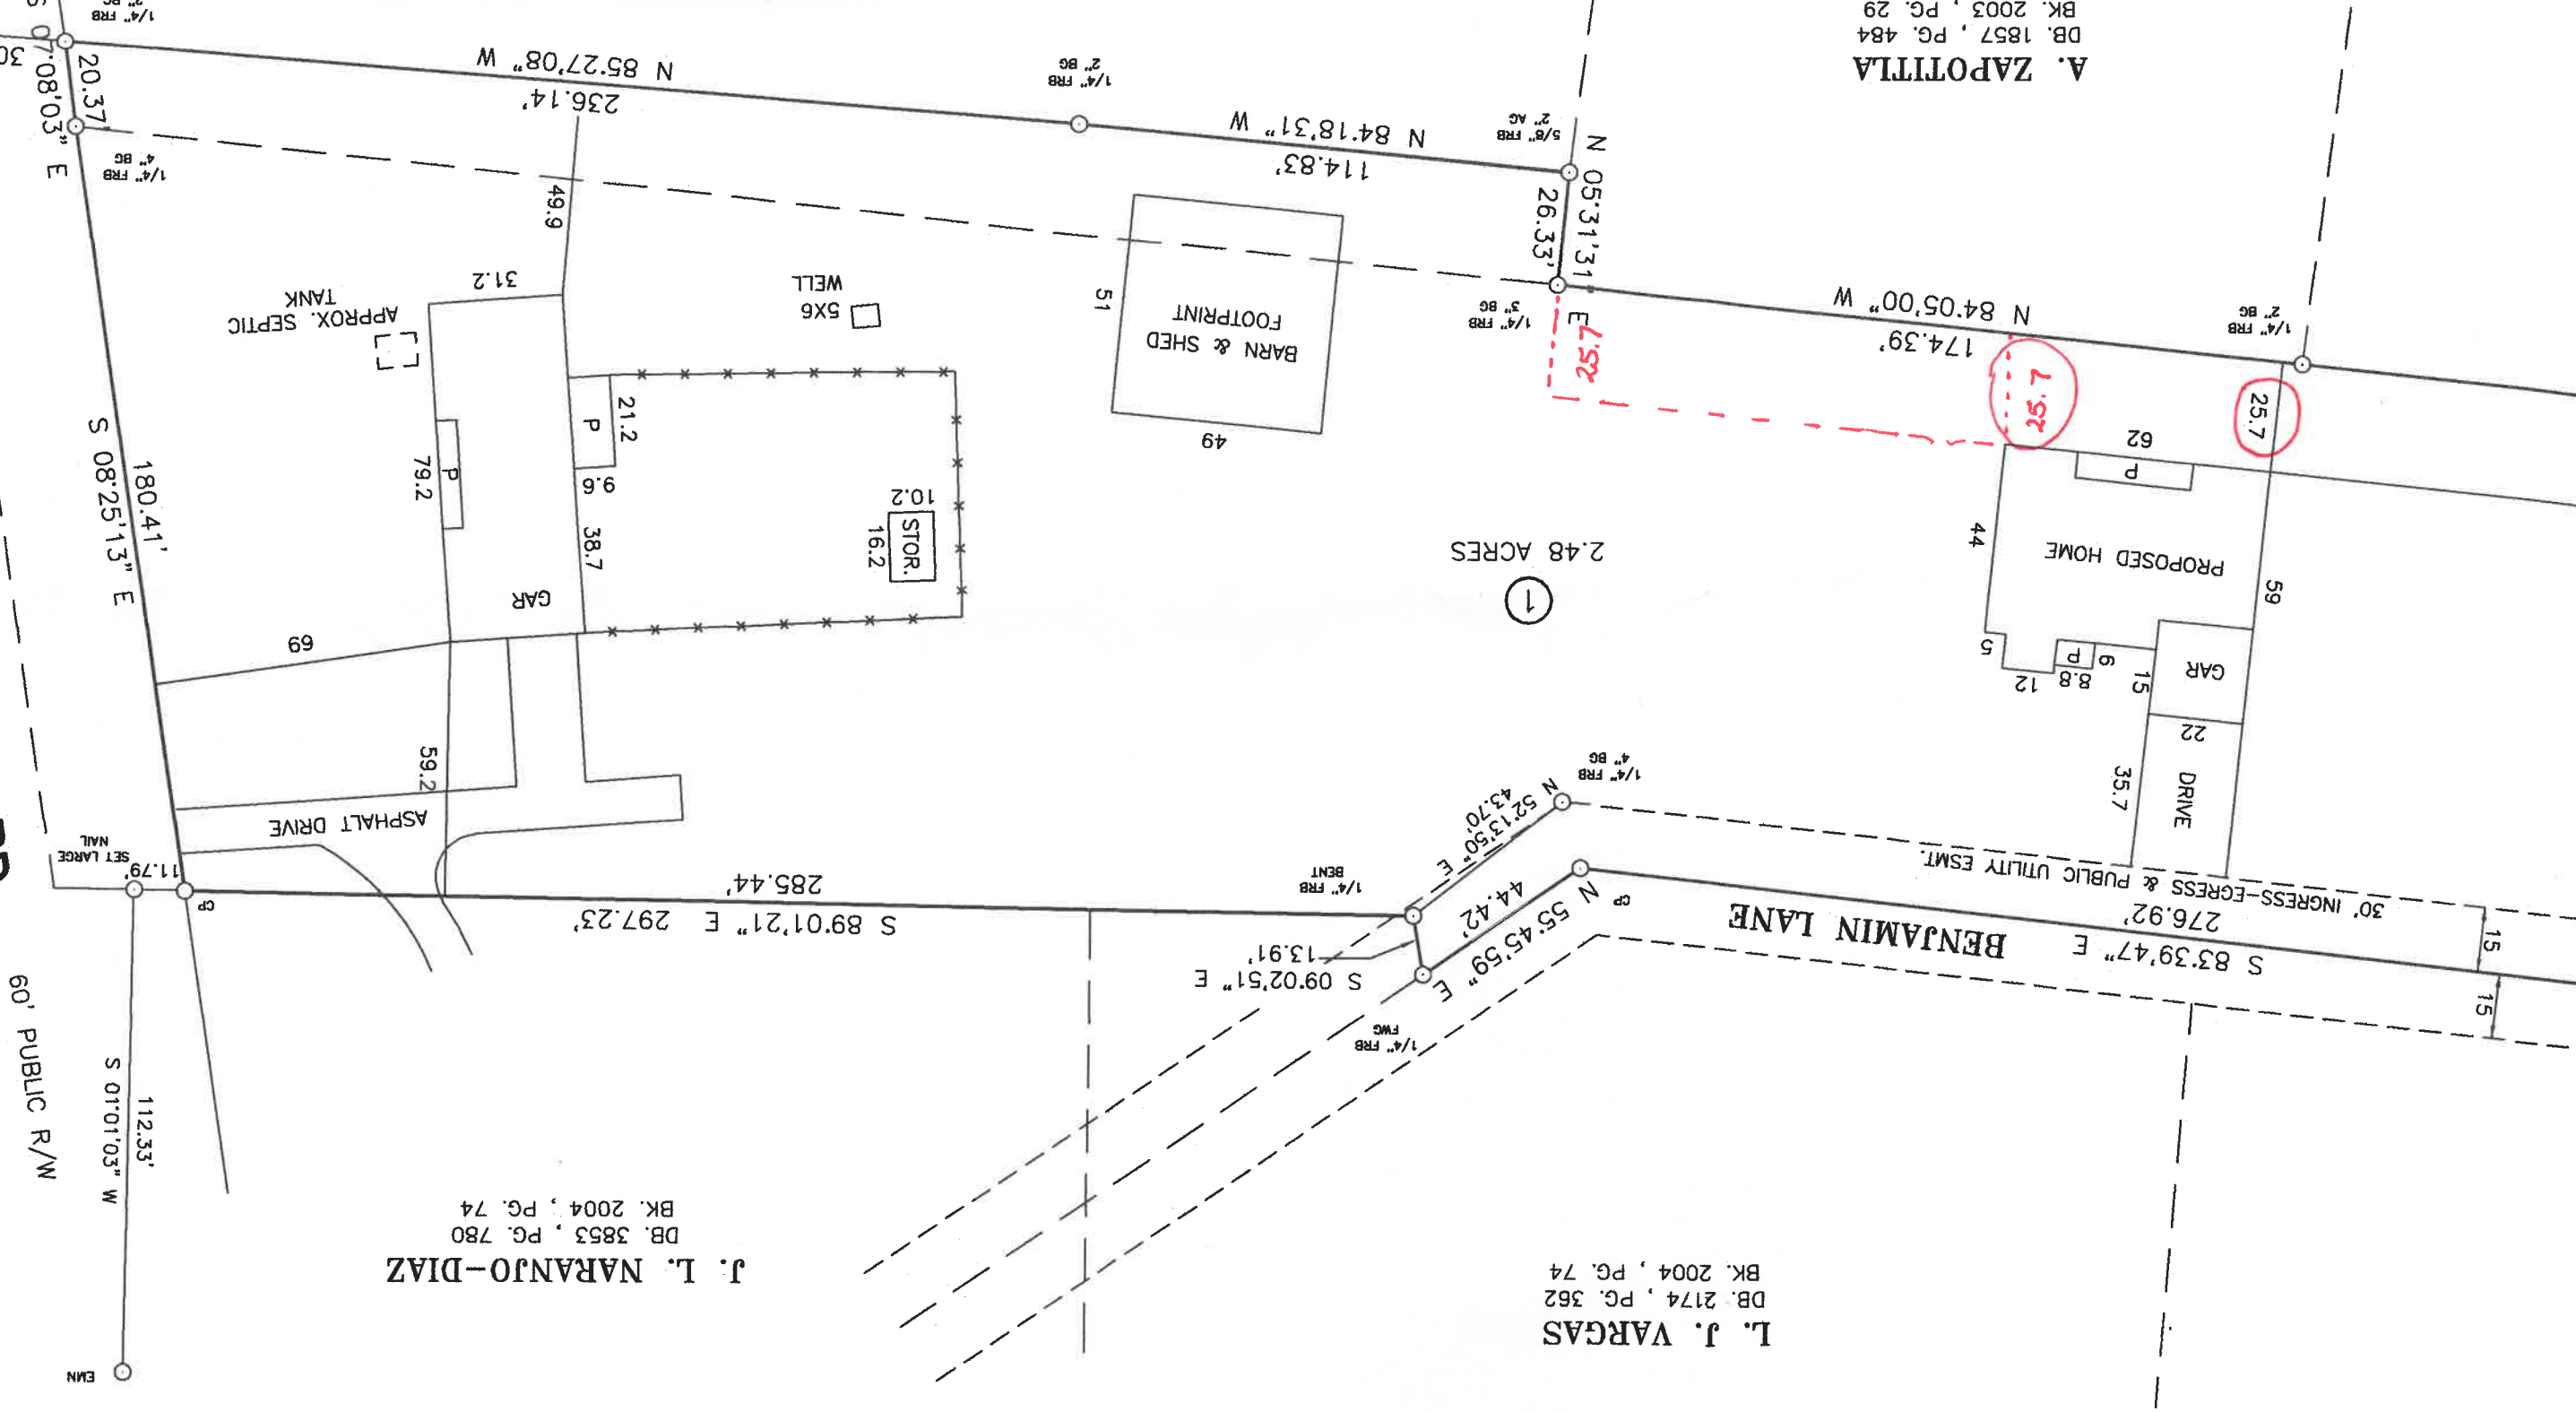 L. J. VARGAS
DB. 2174 , PG. 362
BK. 2004 , PG. 74
J. L. NARANJO-DIAZ
DB. 3853 , PG. 780
BK. 2004 , PG. 74
EMN
112.33'
S 01°01'03" W
60' PUBLIC R/W
15
15
S 83°39'47" E
276.92'
BENJAMIN LANE
30' INGRESS-EGRESS & PUBLIC UTILITY ESMT.
1/4" FRB
FWG
N 55°45'59" E
44.42'
CP
S 09°02'51" E
13.91'
N 52°13'50" E
43.70'
1/4" FRB
4" BG
1/4" FRB
BENT
S 89°01'21" E 297.23'
285.44'
CP
11.79'
SET LARGE
NAIL
ASPHALT DRIVE
59.2
69
DRIVE
35.7
22
GAR
15
6
8.8
P
12
5
59
PROPOSED HOME
44
P
62
25.7
25.7
25.7
1
2.48 ACRES
GAR
STOR.
16.2
10.2
38.7
9.6
P
21.2
P
79.2
31.2
49.9
S 08°25'13" E
180.41'
49
BARN & SHED
FOOTPRINT
51
5X6
WELL
APPROX. SEPTIC
TANK
1/4" FRB
2" BG
174.39'
N 84°05'00" W
1/4" FRB
3" BG
N 05°31'31" E
26.33'
5/8" FRB
2" AG
114.83'
N 84°18'31" W
1/4" FRB
2" BG
236.14'
N 85°27'08" W
1/4" FRB
4" BG
20.37'
S 07°08'03" E
30
1/4" FRB
A. ZAPOTITLA
DB. 1857 , PG. 484
BK. 2003 , PG. 29